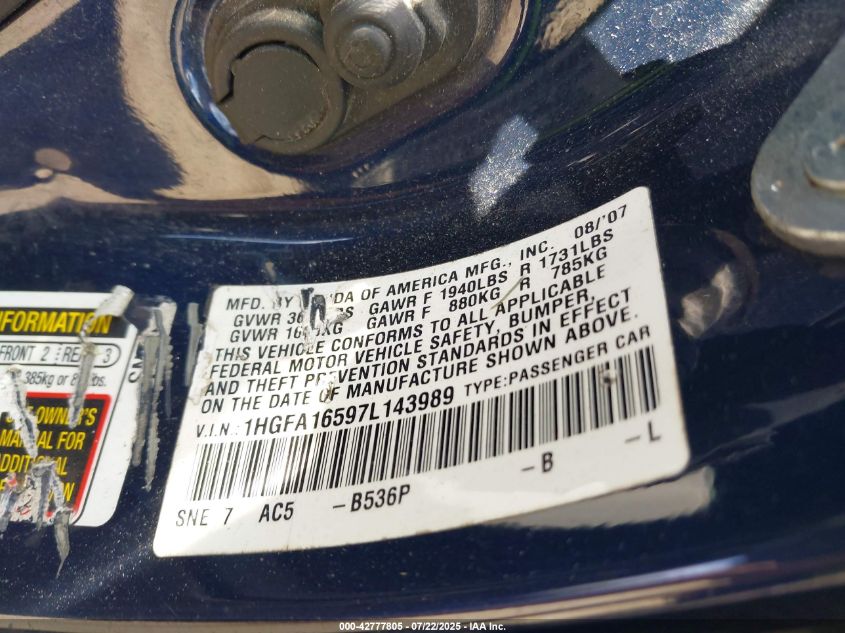 MFD. BY OF AMERICA MFG., INC. 08/'07
GVWR GAWR F 1940LBS R 1731LBS
GVWR GAWR F 880KG R 785KG
THIS VEHICLE CONFORMS TO ALL APPLICABLE
FEDERAL MOTOR VEHICLE SAFETY, BUMPER,
AND THEFT PREVENTION STANDARDS IN EFFECT
ON THE DATE OF MANUFACTURE SHOWN ABOVE.
V.I.N.: 1HGFA16597L143989 TYPE:PASSENGER CAR
SNE 7 AC5 -B536P -B -L
INFORMATION
FRONT 2 REAR 3
385kg or
OWNER'S
MANUAL FOR
ADDITIONAL
000-42777805 - 07/22/2025 - IAA Inc.